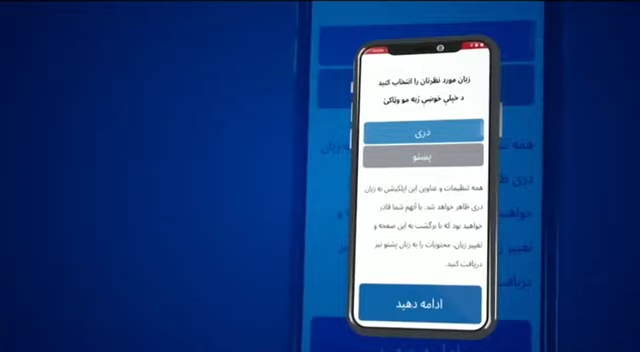 زبان مورد نظرتان را انتخاب کنید
د خپلې خوښې ژبه مو وټاکئ
دری
پښتو
همه تنظیمات و عناوین این اپلکیشن به زبان
دری ظاهر خواهد شد. با آنهم شما قادر
خواهید بود که با برگشت به این صفحه و
تغییر زبان، محتویات را به زبان پشتو نیز
دریافت کنید.
ادامه دهید